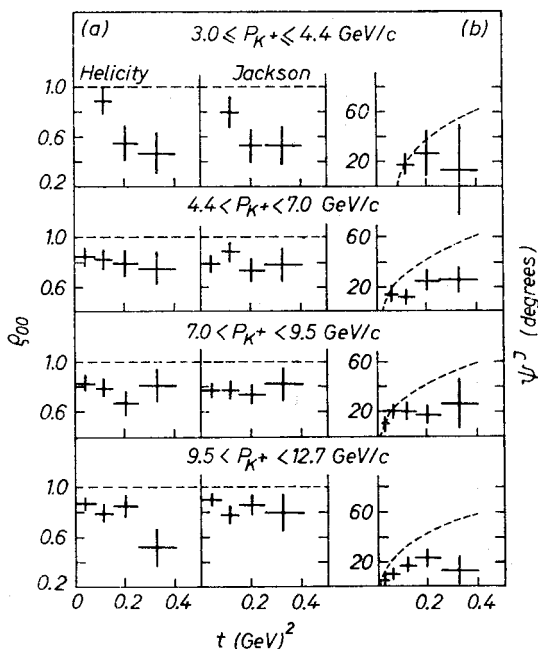 (a) 3.0 ≤ P_K+ ≤ 4.4 GeV/c (b)
Helicity Jackson
1.0
0.6
0.2
60
20
4.4 < P_K+ < 7.0 GeV/c
1.0
0.6
60
20
7.0 < P_K+ < 9.5 GeV/c
1.0
0.6
60
20
9.5 < P_K+ < 12.7 GeV/c
1.0
0.6
0.2
60
20
0 0.2 0.4 0 0.2 0.4 0 0.2 0.4
t (GeV)²
ϱ00
ψ^J (degrees)